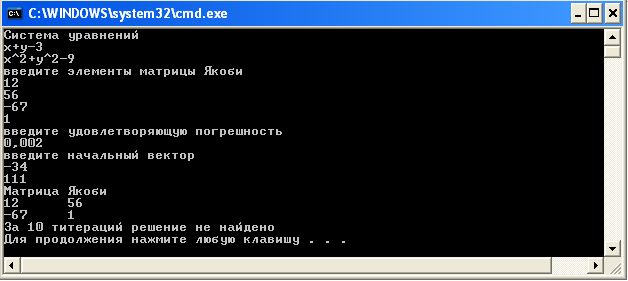 C:\WINDOWS\system32\cmd.exe
Система уравнений
x+y-3
x^2+y^2-9
введите элементы матрицы Якоби
12
56
-67
1
введите удовлетворяющую погрешность
0,002
введите начальный вектор
-34
111
Матрица Якоби
12 56
-67 1
За 10 титераций решение не найдено
Для продолжения нажмите любую клавишу . . .